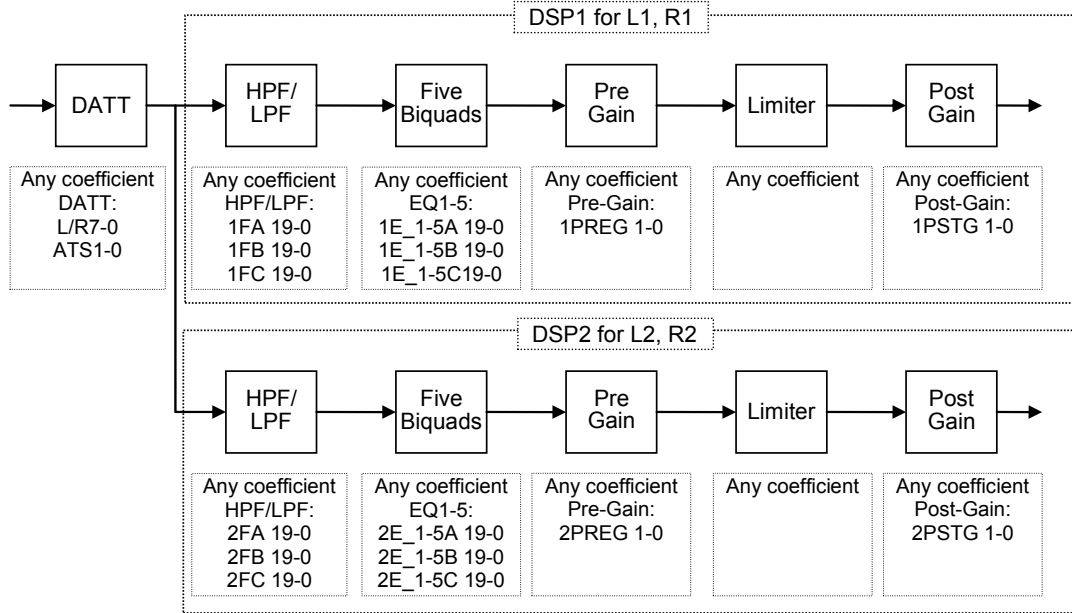 DSP1 for L1, R1
DATT
HPF/
LPF
Five
Biquads
Pre
Gain
Limiter
Post
Gain
Any coefficient
DATT:
L/R7-0
ATS1-0
Any coefficient
HPF/LPF:
1FA 19-0
1FB 19-0
1FC 19-0
Any coefficient
EQ1-5:
1E_1-5A 19-0
1E_1-5B 19-0
1E_1-5C19-0
Any coefficient
Pre-Gain:
1PREG 1-0
Any coefficient
Any coefficient
Post-Gain:
1PSTG 1-0
DSP2 for L2, R2
HPF/
LPF
Five
Biquads
Pre
Gain
Limiter
Post
Gain
Any coefficient
HPF/LPF:
2FA 19-0
2FB 19-0
2FC 19-0
Any coefficient
EQ1-5:
2E_1-5A 19-0
2E_1-5B 19-0
2E_1-5C 19-0
Any coefficient
Pre-Gain:
2PREG 1-0
Any coefficient
Any coefficient
Post-Gain:
2PSTG 1-0